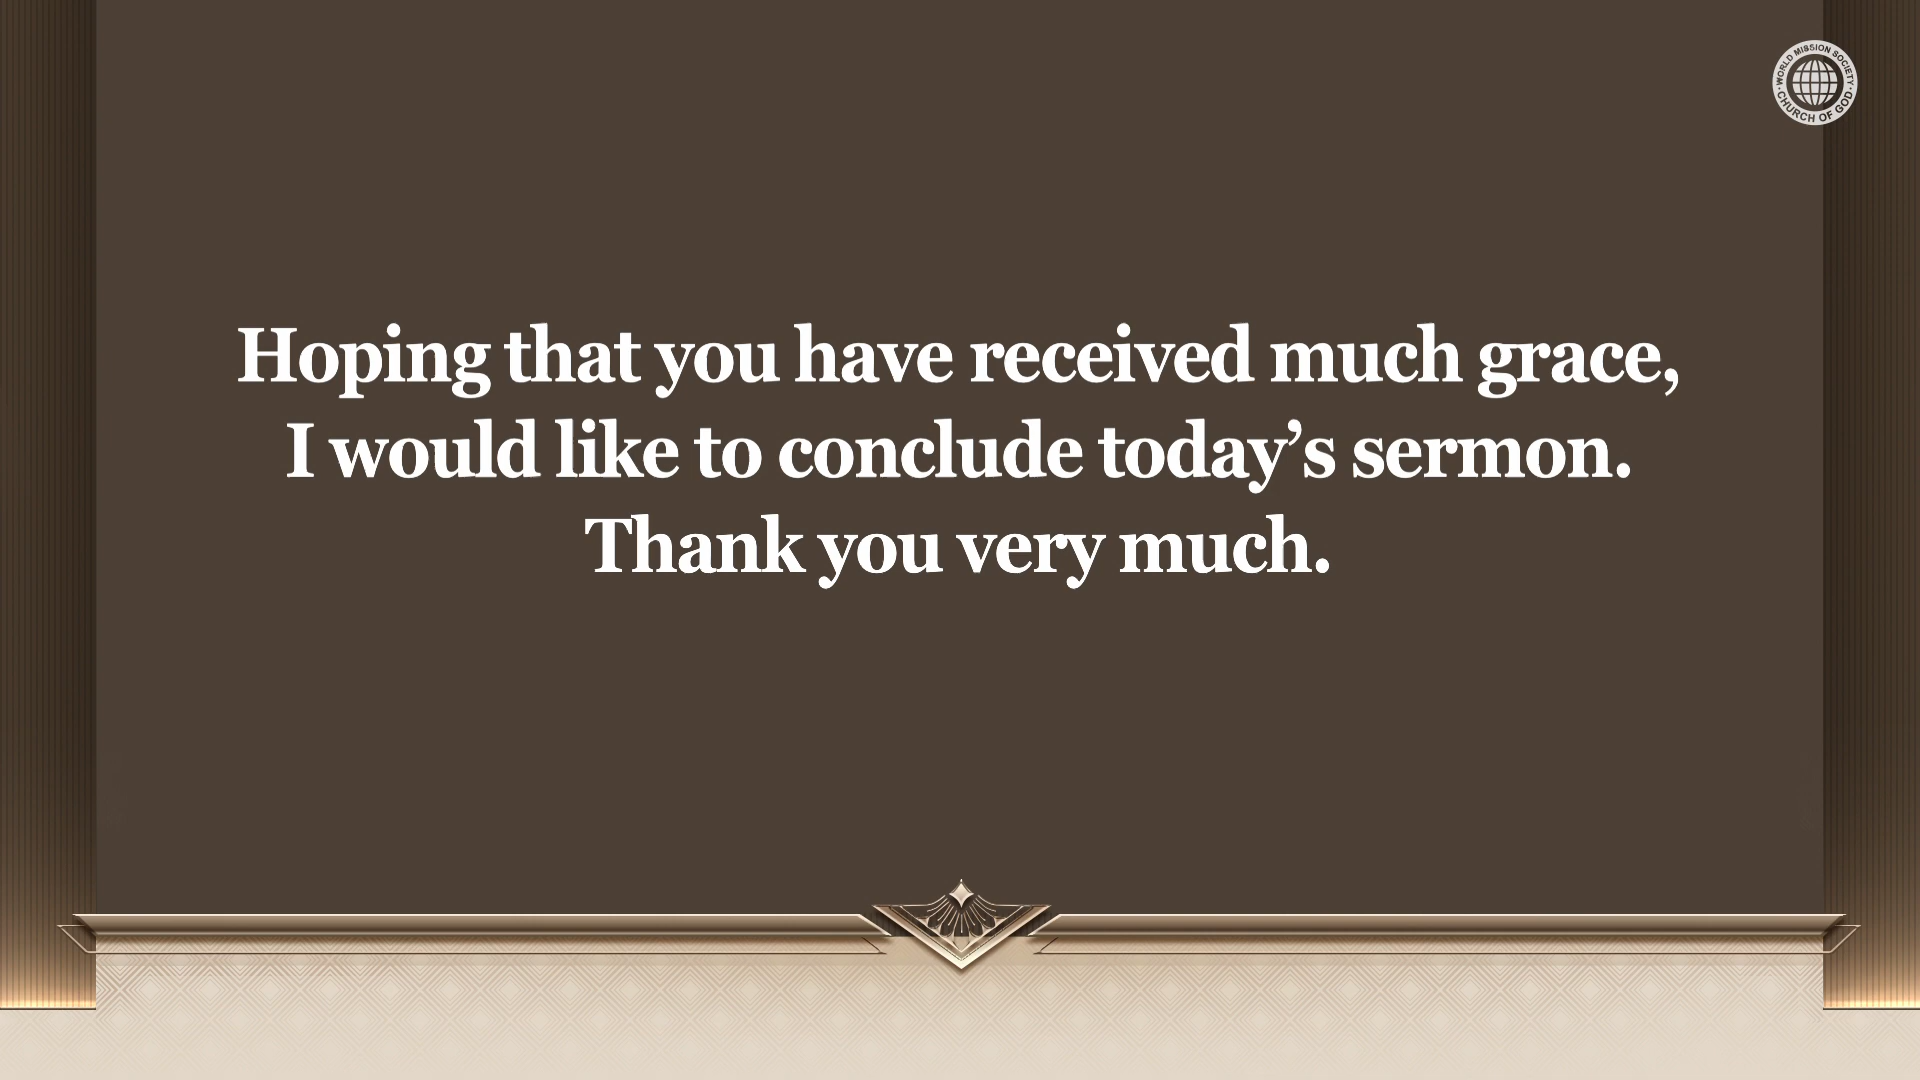 WORLD MISSION SOCIETY
CHURCH OF GOD
Hoping that you have received much grace,
I would like to conclude today’s sermon.
Thank you very much.